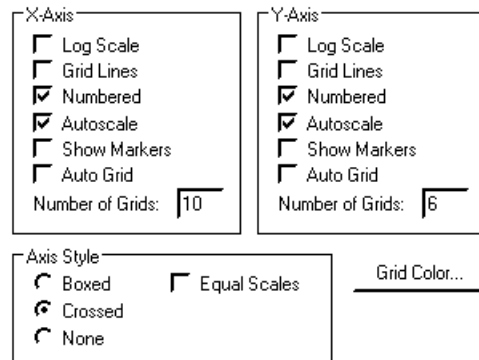 X-Axis
Log Scale
Grid Lines
Numbered
Autoscale
Show Markers
Auto Grid
Number of Grids: 10
Y-Axis
Log Scale
Grid Lines
Numbered
Autoscale
Show Markers
Auto Grid
Number of Grids: 6
Axis Style
Boxed
Equal Scales
Crossed
None
Grid Color...